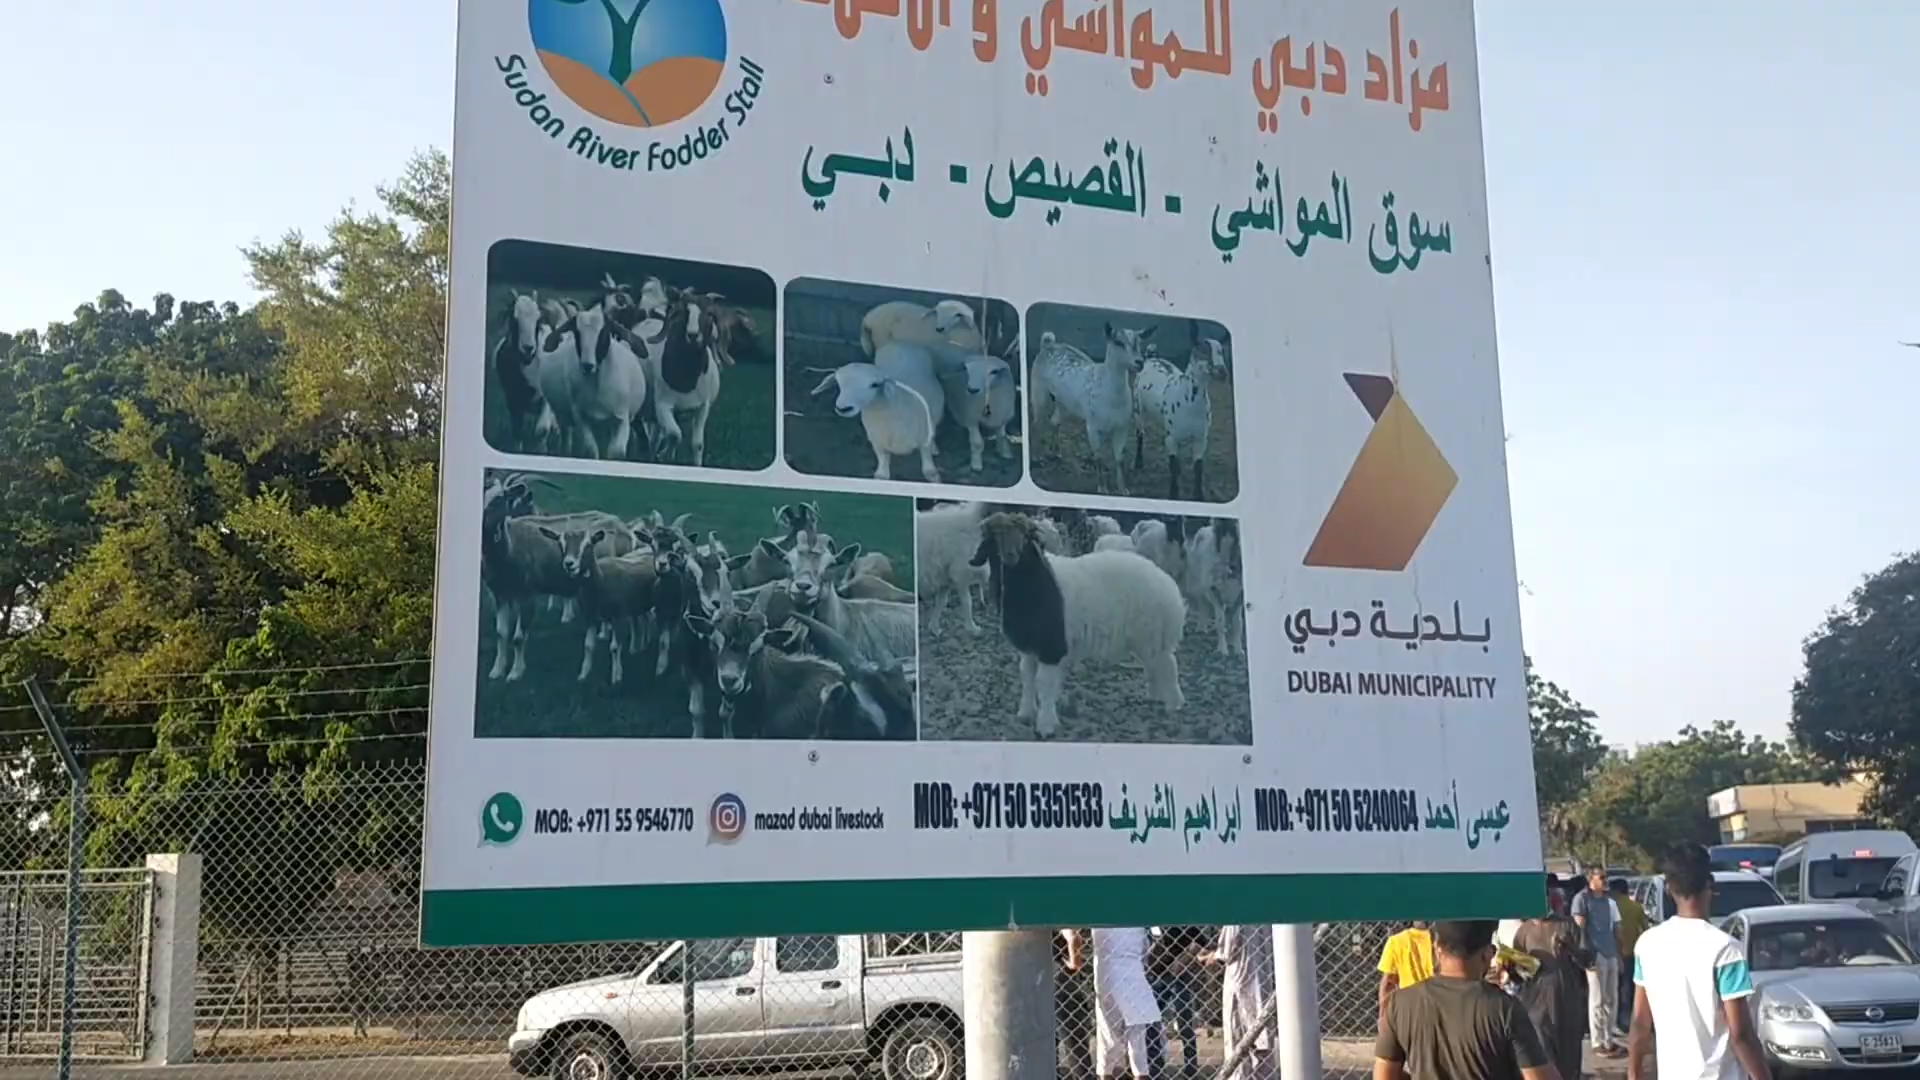 Sudan River Fodder Stall
مزاد دبي للمواشي
سوق المواشي - القصيص - دبي
بلدية دبي
DUBAI MUNICIPALITY
MOB: +971 55 9546770
mazad dubai livestock
MOB: +971 50 5351533 ابراهيم الشريف
MOB: +971 50 5240064 عيسى أحمد